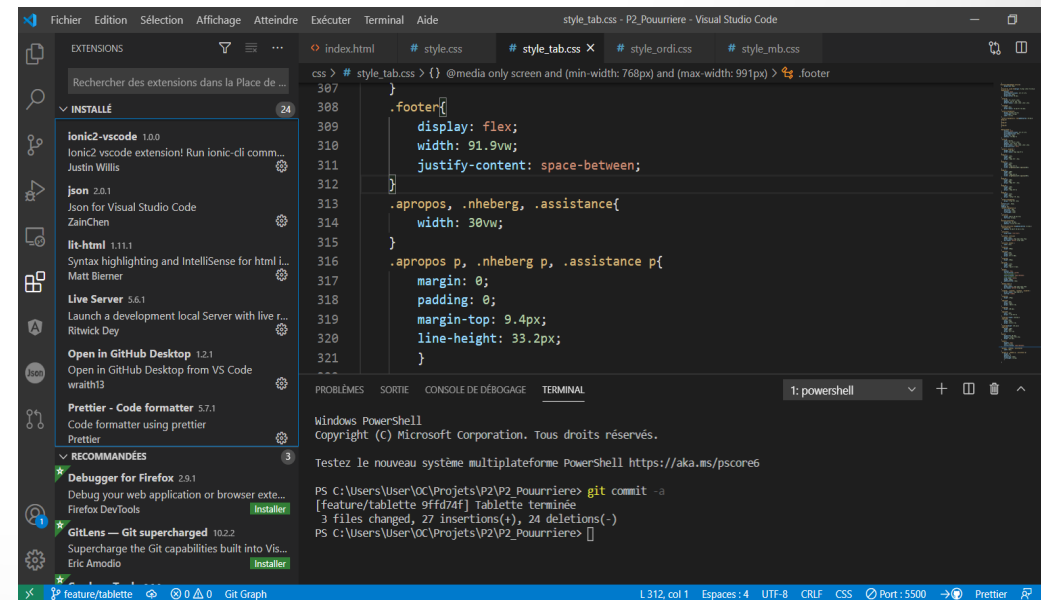 Fichier Edition Sélection Affichage Atteindre Exécuter Terminal Aide style_tab.css - P2_Pouurriere - Visual Studio Code
EXTENSIONS
Rechercher des extensions dans la Place de ...
INSTALLÉ 24
ionic2-vscode 1.0.0
Ionic2 vscode extension! Run ionic-cli comm...
Justin Willis
json 2.0.1
Json for Visual Studio Code
ZainChen
lit-html 1.11.1
Syntax highlighting and IntelliSense for html i...
Matt Bierner
Live Server 5.6.1
Launch a development local Server with live r...
Ritwick Dey
Open in GitHub Desktop 1.2.1
Open in GitHub Desktop from VS Code
wraith13
Prettier - Code formatter 5.7.1
Code formatter using prettier
Prettier
RECOMMANDÉES 3
Debugger for Firefox 2.9.1
Debug your web application or browser exte...
Firefox DevTools Installer
GitLens — Git supercharged 10.2.2
Supercharge the Git capabilities built into Vis...
Eric Amodio Installer
Json
1
index.html # style.css # style_tab.css # style_ordi.css # style_mb.css
css > # style_tab.css > {} @media only screen and (min-width: 768px) and (max-width: 991px) > .footer
307 }
308 .footer{
309 display: flex;
310 width: 91.9vw;
311 justify-content: space-between;
312 }
313 .apropos, .nheberg, .assistance{
314 width: 30vw;
315 }
316 .apropos p, .nheberg p, .assistance p{
317 margin: 0;
318 padding: 0;
319 margin-top: 9.4px;
320 line-height: 33.2px;
321 }
PROBLÈMES SORTIE CONSOLE DE DÉBOGAGE TERMINAL 1: powershell
Windows PowerShell
Copyright (C) Microsoft Corporation. Tous droits réservés.
Testez le nouveau système multiplateforme PowerShell https://aka.ms/pscore6
PS C:\Users\User\OC\Projets\P2\P2_Pouurriere> git commit -a
[feature/tablette 9ffd74f] Tablette terminée
3 files changed, 27 insertions(+), 24 deletions(-)
PS C:\Users\User\OC\Projets\P2\P2_Pouurriere>
feature/tablette 0 0 Git Graph L 312, col 1 Espaces : 4 UTF-8 CRLF CSS Port : 5500 Prettier